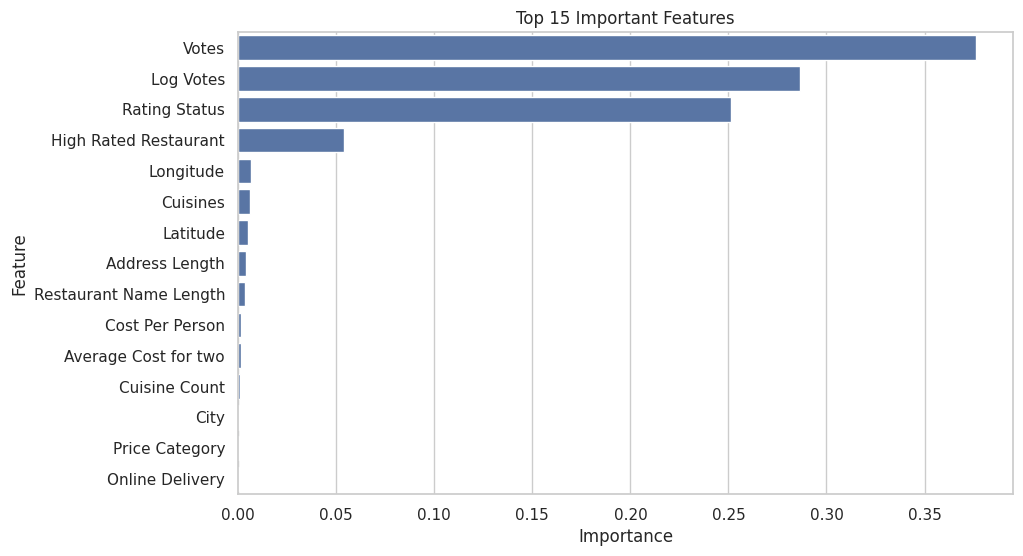 Top 15 Important Features
Votes
Log Votes
Rating Status
High Rated Restaurant
Longitude
Cuisines
Latitude
Address Length
Restaurant Name Length
Cost Per Person
Average Cost for two
Cuisine Count
City
Price Category
Online Delivery
Feature
0.00 0.05 0.10 0.15 0.20 0.25 0.30 0.35
Importance